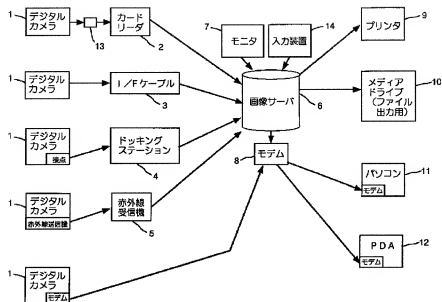 1
デジタル
カメラ
13
カード
リーダ
2
7
モニタ
14
入力装置
プリンタ
9
1
デジタル
カメラ
I/Fケーブル
3
画像サーバ
6
メディア
ドライブ
(ファイル
出力用)
10
1
デジタル
カメラ
接点
ドッキング
ステーション
4
8
モデム
パソコン
モデム
11
1
デジタル
カメラ
赤外線送信機
赤外線
受信機
5
PDA
モデム
12
1
デジタル
カメラ
モデム